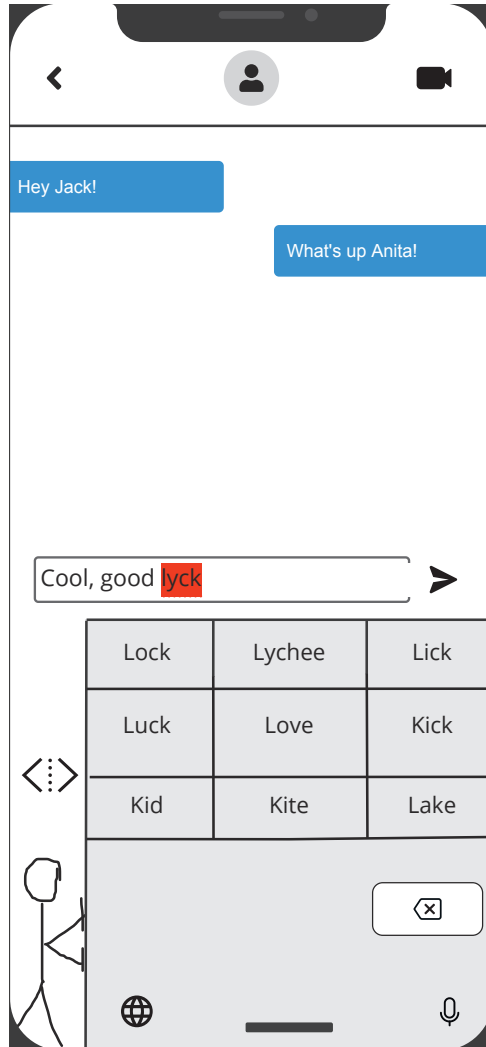 Hey Jack!
What's up Anita!
Cool, good lyck
Lock Lychee Lick
Luck Love Kick
Kid Kite Lake